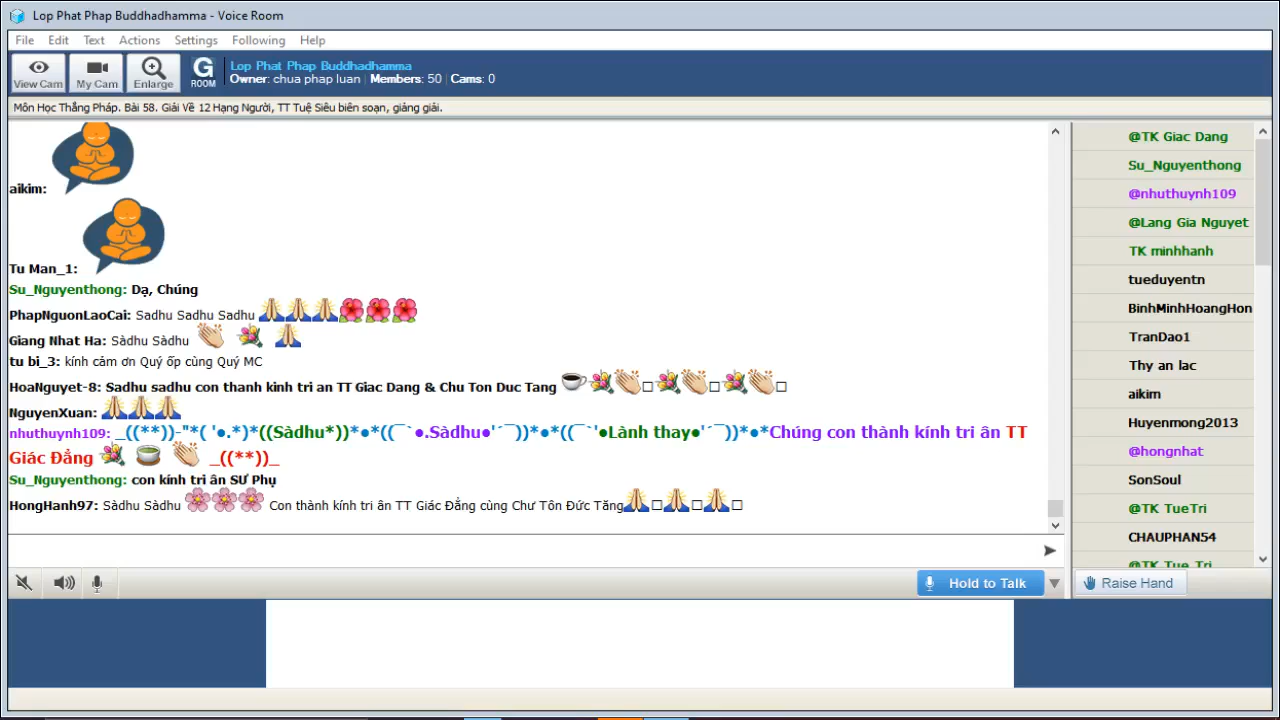 Lop Phat Phap Buddhadhamma - Voice Room
File Edit Text Actions Settings Following Help
View Cam My Cam Enlarge G ROOM
Lop Phat Phap Buddhadhamma
Owner: chua phap luan | Members: 50 | Cams: 0
Môn Học Thắng Pháp. Bài 58. Giải Về 12 Hạng Người, TT Tuệ Siêu biên soạn, giảng giải.
aikim:
Tu Man_1:
Su_Nguyenthong: Dạ, Chúng
PhapNguonLaoCai: Sadhu Sadhu Sadhu 🙏🙏🙏🌺🌺🌺
Giang Nhat Ha: Sàdhu Sàdhu 👏 💐 🙏
tu bi_3: kính cảm ơn Quý ốp cùng Quý MC
HoaNguyet-8: Sadhu sadhu con thanh kinh tri an TT Giac Dang & Chu Ton Duc Tang ☕💐👏□💐👏□💐👏□
NguyenXuan: 🙏🙏🙏
nhuthuynh109: _((**))-"*( '●.*)*((Sàdhu*))*●*((¯`●.Sàdhu●'´¯))*●*((¯`'●Lành thay●'´¯))*●*Chúng con thành kính tri ân TT
Giác Đẳng 💐 🍵 👏 _((**))_
Su_Nguyenthong: con kính tri ân SƯ Phụ
HongHanh97: Sàdhu Sàdhu 🌸🌸🌸 Con thành kính tri ân TT Giác Đẳng cùng Chư Tôn Đức Tăng🙏□🙏□🙏□
@TK Giac Dang
Su_Nguyenthong
@nhuthuynh109
@Lang Gia Nguyet
TK minhhanh
tueduyentn
BinhMinhHoangHon
TranDao1
Thy an lac
aikim
Huyenmong2013
@hongnhat
SonSoul
@TK TueTri
CHAUPHAN54
@TK Tue Tri
Hold to Talk
Raise Hand